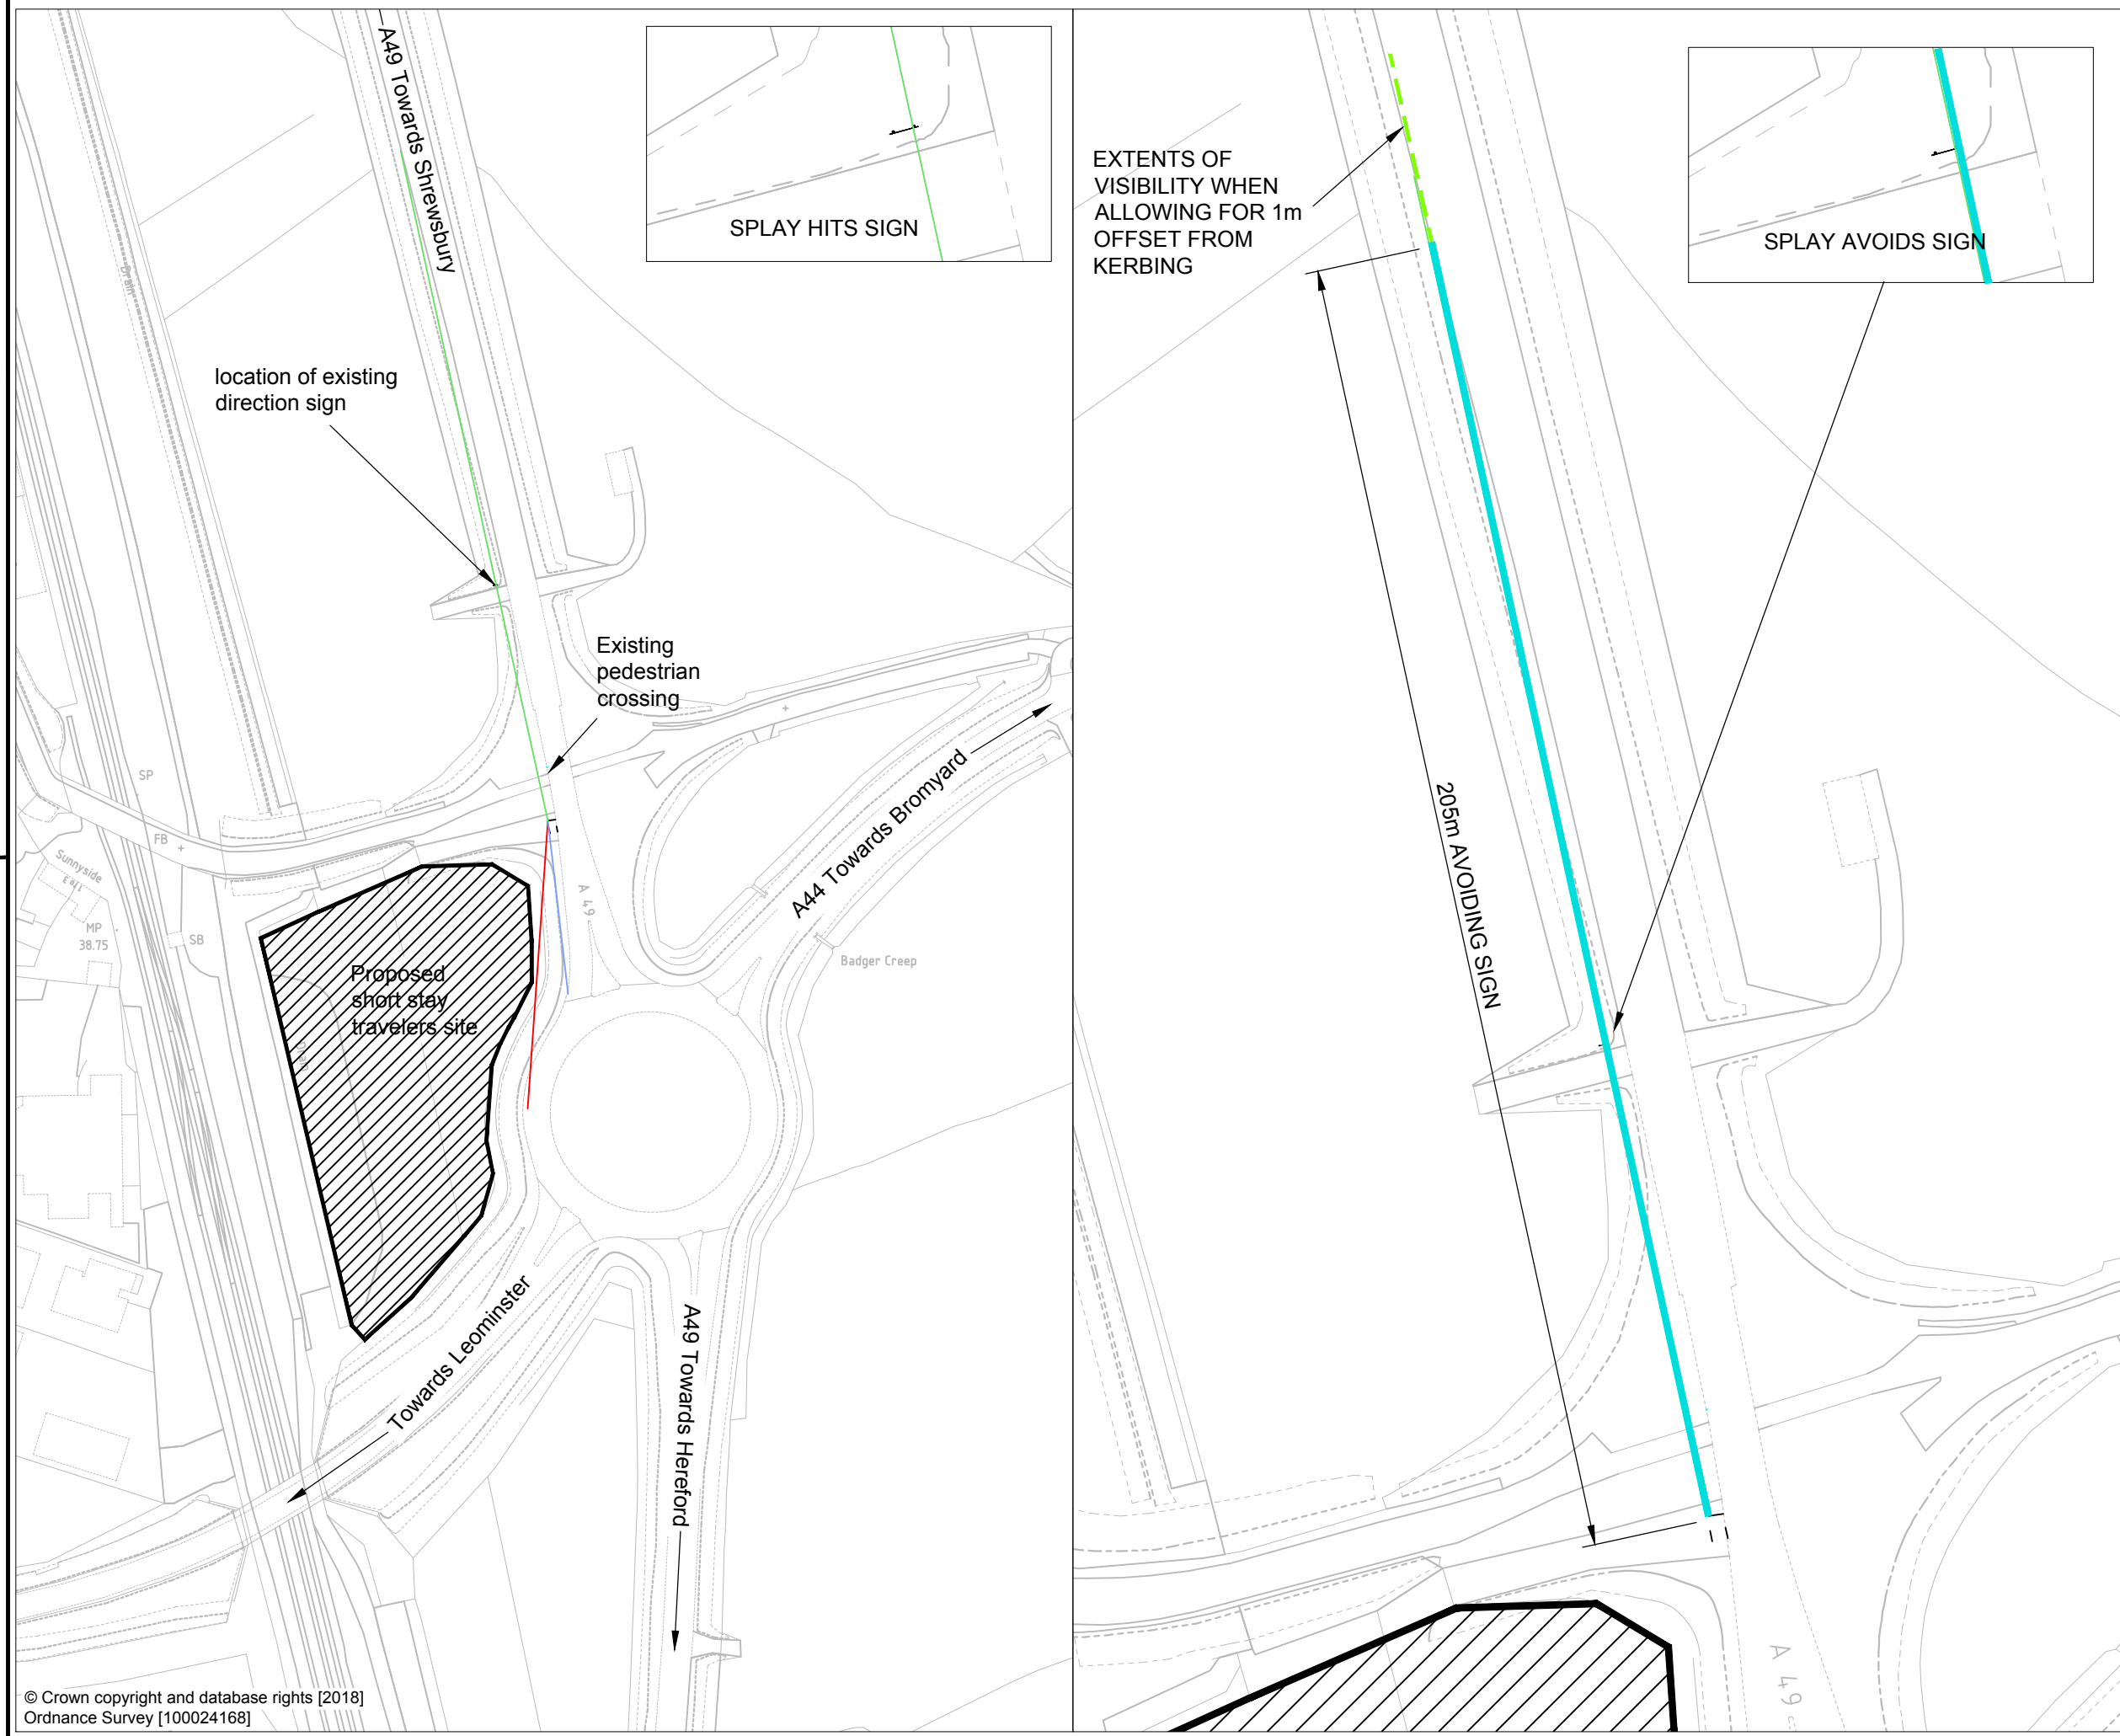 A49 Towards Shrewsbury
SPLAY HITS SIGN
Drain
location of existing
direction sign
Existing
pedestrian
crossing
SP
FB
Sunnyside
MP
38.75
SB
A 49
A44 Towards Bromyard
Badger Creep
Proposed
short stay
travelers site
Drain
Towards Leominster
A49 Towards Hereford
© Crown copyright and database rights [2018]
Ordnance Survey [100024168]
EXTENTS OF
VISIBILITY WHEN
ALLOWING FOR 1m
OFFSET FROM
KERBING
SPLAY AVOIDS SIGN
205m AVOIDING SIGN
A 49